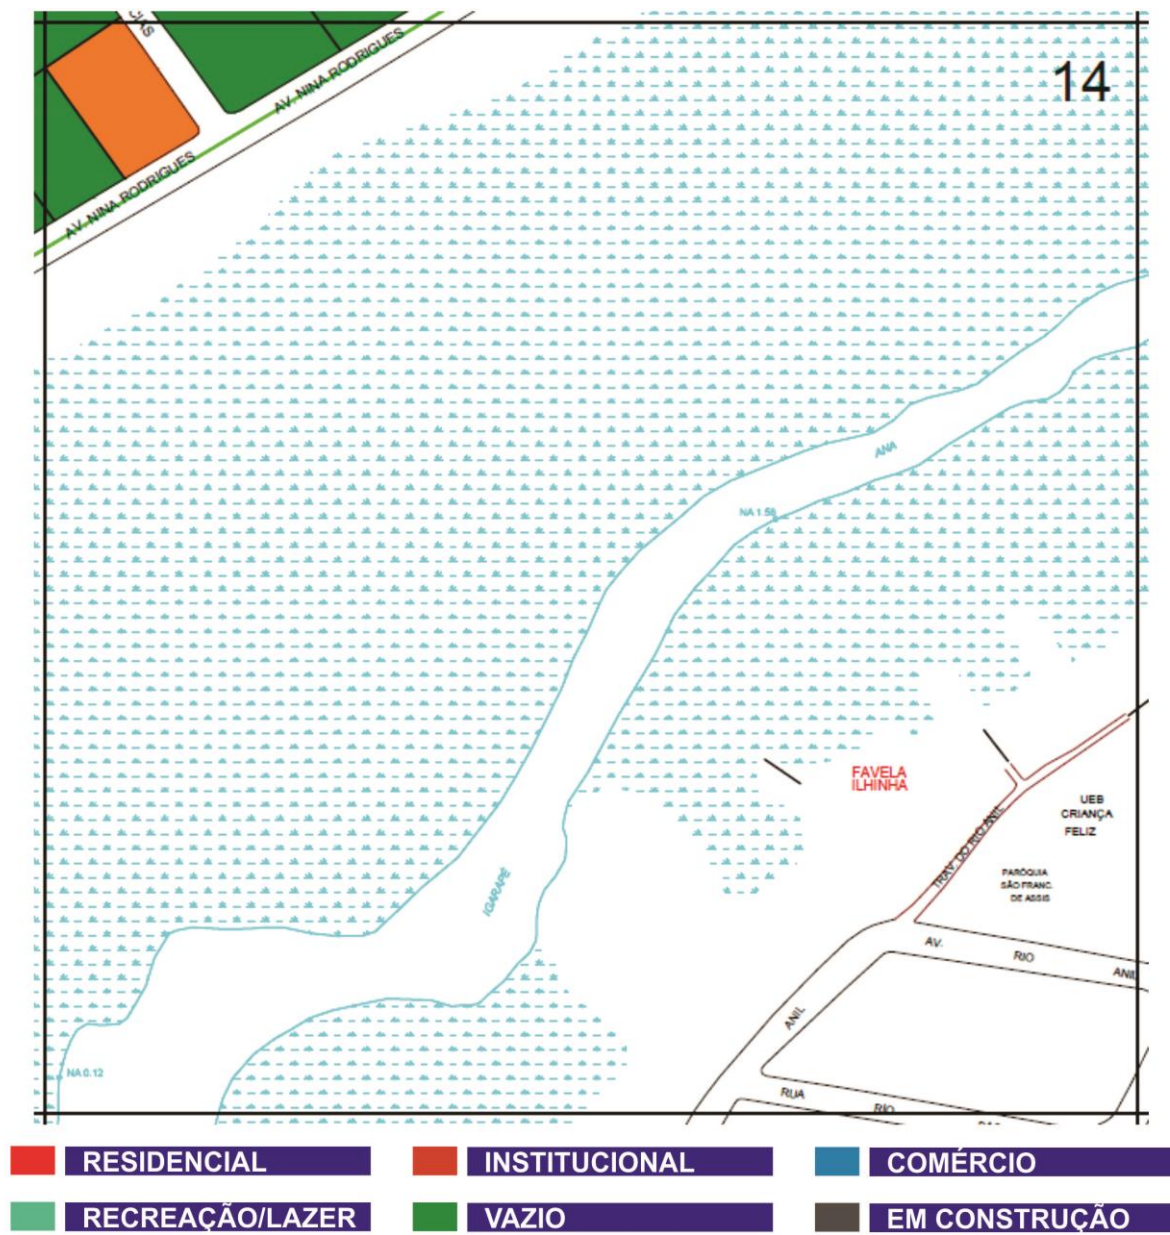 CIAS
AV. NINA RODRIGUES
14
AV. NINA RODRIGUES
ANA
NA 1.58
FAVELA
ILHINHA
UEB
CRIANÇA
FELIZ
TRAV. DO RIO ANIL
PARÓQUIA
SÃO FRANC.
DE ASSIS
IGARAPÉ
AV. RIO ANIL
ANIL
NA 0.12
RUA RIO
RESIDENCIAL
INSTITUCIONAL
COMÉRCIO
RECREAÇÃO/LAZER
VAZIO
EM CONSTRUÇÃO